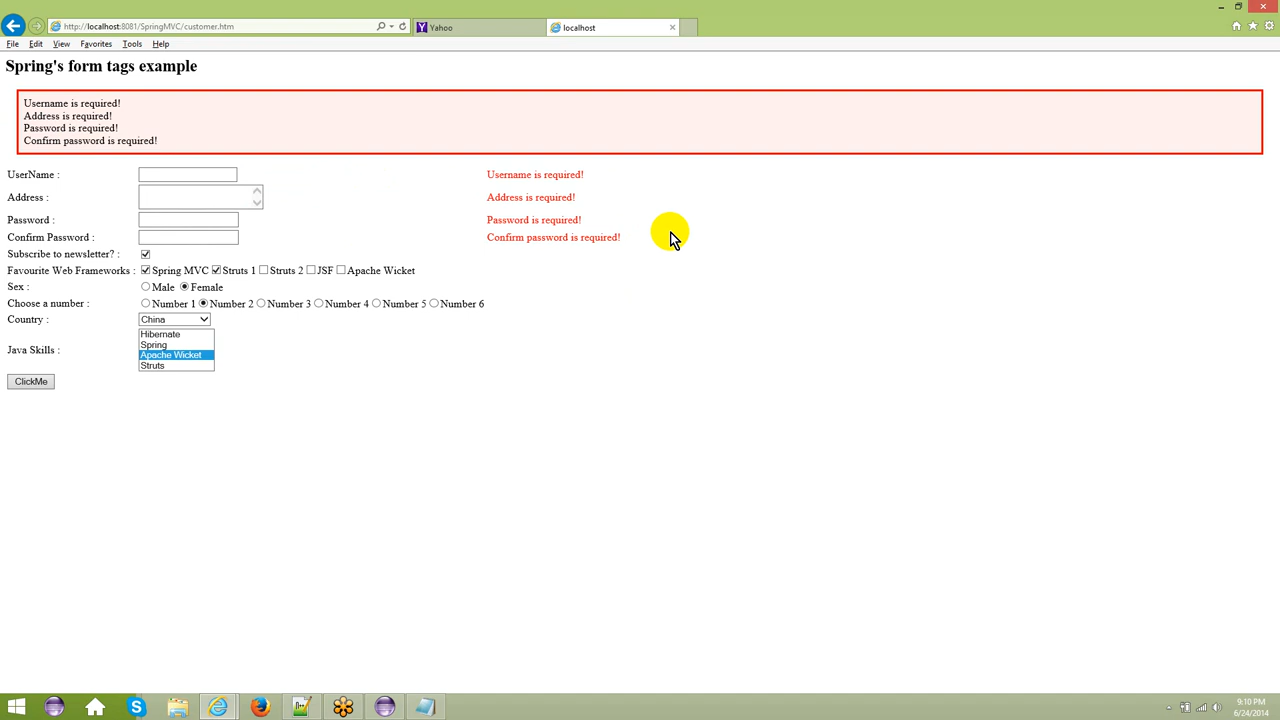 http://localhost:8081/SpringMVC/customer.htm
Yahoo
localhost
File Edit View Favorites Tools Help
Spring's form tags example
Username is required!
Address is required!
Password is required!
Confirm password is required!
UserName : Username is required!
Address : Address is required!
Password : Password is required!
Confirm Password : Confirm password is required!
Subscribe to newsletter? :
Favourite Web Frameworks : Spring MVC Struts 1 Struts 2 JSF Apache Wicket
Sex : Male Female
Choose a number : Number 1 Number 2 Number 3 Number 4 Number 5 Number 6
Country : China
Java Skills :
Hibernate
Spring
Apache Wicket
Struts
ClickMe
9:10 PM
6/24/2014